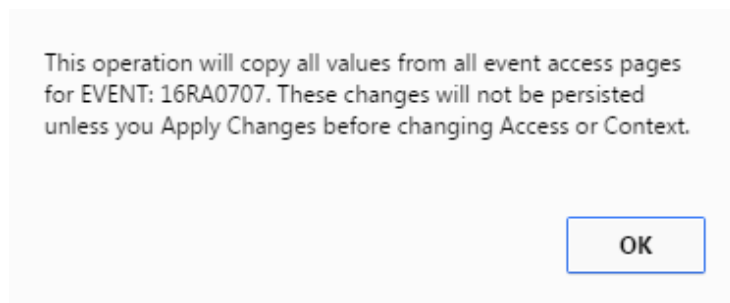 This operation will copy all values from all event access pages
for EVENT: 16RA0707. These changes will not be persisted
unless you Apply Changes before changing Access or Context.
OK